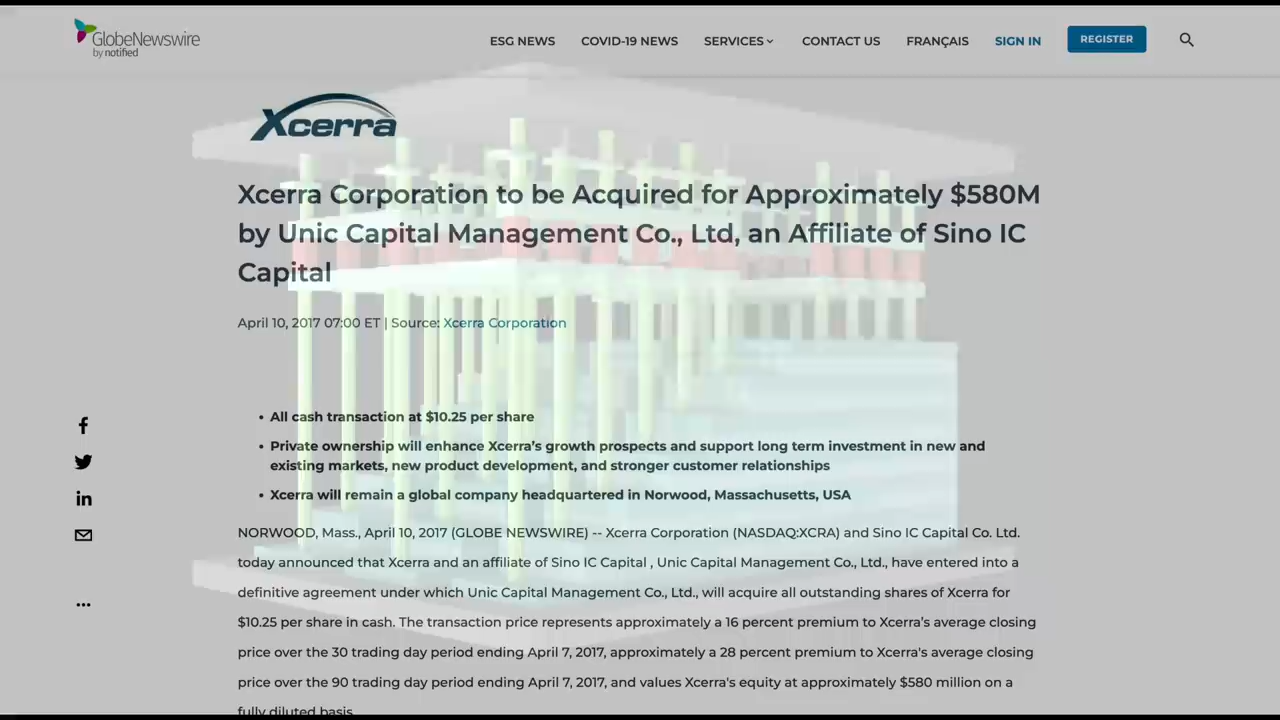 GlobeNewswire
by notified
ESG NEWS COVID-19 NEWS SERVICES CONTACT US FRANÇAIS SIGN IN REGISTER
Xcerra
Xcerra Corporation to be Acquired for Approximately $580M
by Unic Capital Management Co., Ltd, an Affiliate of Sino IC
Capital
April 10, 2017 07:00 ET | Source: Xcerra Corporation
• All cash transaction at $10.25 per share
• Private ownership will enhance Xcerra's growth prospects and support long term investment in new and
existing markets, new product development, and stronger customer relationships
• Xcerra will remain a global company headquartered in Norwood, Massachusetts, USA
NORWOOD, Mass., April 10, 2017 (GLOBE NEWSWIRE) -- Xcerra Corporation (NASDAQ:XCRA) and Sino IC Capital Co. Ltd.
today announced that Xcerra and an affiliate of Sino IC Capital , Unic Capital Management Co., Ltd., have entered into a
definitive agreement under which Unic Capital Management Co., Ltd., will acquire all outstanding shares of Xcerra for
$10.25 per share in cash. The transaction price represents approximately a 16 percent premium to Xcerra's average closing
price over the 30 trading day period ending April 7, 2017, approximately a 28 percent premium to Xcerra's average closing
price over the 90 trading day period ending April 7, 2017, and values Xcerra's equity at approximately $580 million on a
fully diluted basis.